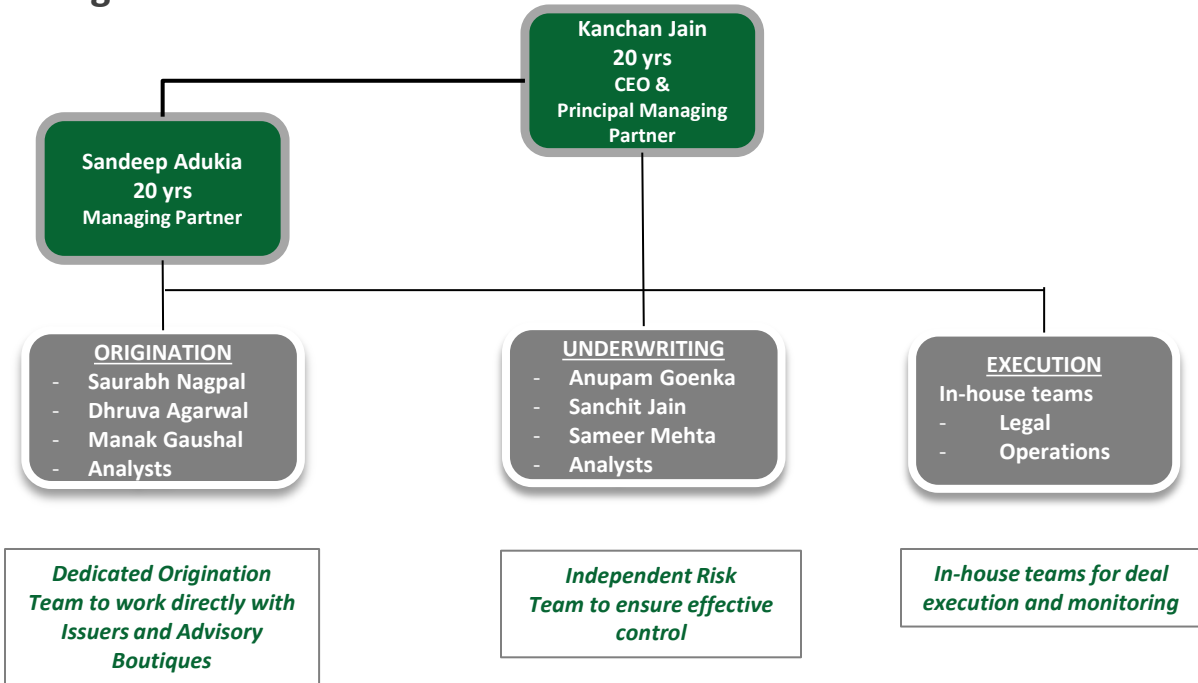 Kanchan Jain
20 yrs
CEO &
Principal Managing
Partner
Sandeep Adukia
20 yrs
Managing Partner
ORIGINATION
- Saurabh Nagpal
- Dhruva Agarwal
- Manak Gaushal
- Analysts
UNDERWRITING
- Anupam Goenka
- Sanchit Jain
- Sameer Mehta
- Analysts
EXECUTION
In-house teams
- Legal
- Operations
Dedicated Origination
Team to work directly with
Issuers and Advisory
Boutiques
Independent Risk
Team to ensure effective
control
In-house teams for deal
execution and monitoring